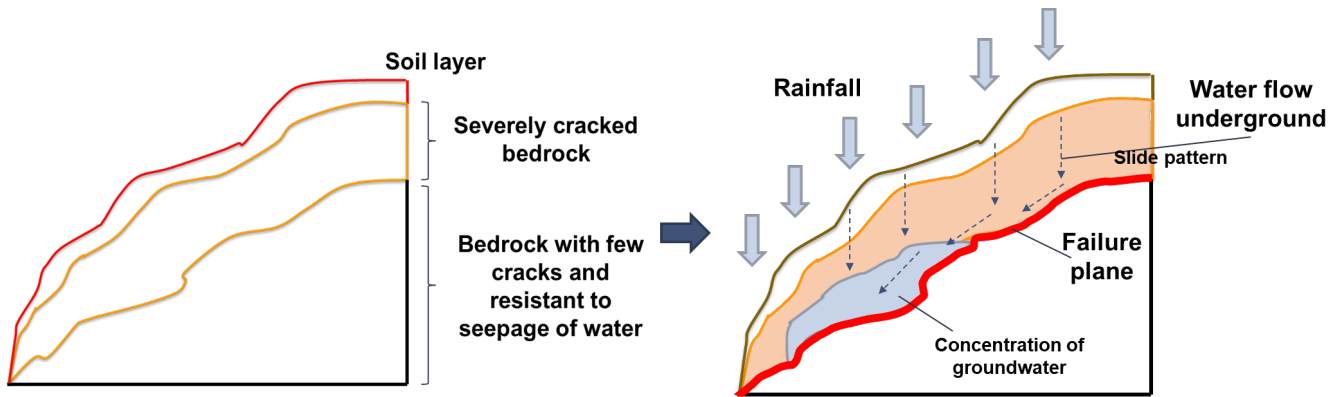 Soil layer
Severely cracked
bedrock
Bedrock with few
cracks and
resistant to
seepage of water
Rainfall
Water flow
underground
Slide pattern
Failure
plane
Concentration of
groundwater